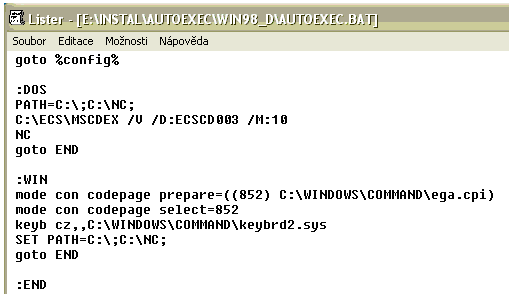 Lister - [E:\INSTAL\AUTOEXEC\WIN98_D\AUTOEXEC.BAT]
Soubor Editace Možnosti Nápověda
goto %config%
:DOS
PATH=C:\;C:\NC;
C:\ECS\MSCDEX /V /D:ECSCD003 /M:10
NC
goto END
:WIN
mode con codepage prepare=((852) C:\WINDOWS\COMMAND\ega.cpi)
mode con codepage select=852
keyb cz,,C:\WINDOWS\COMMAND\keybrd2.sys
SET PATH=C:\;C:\NC;
goto END
:END